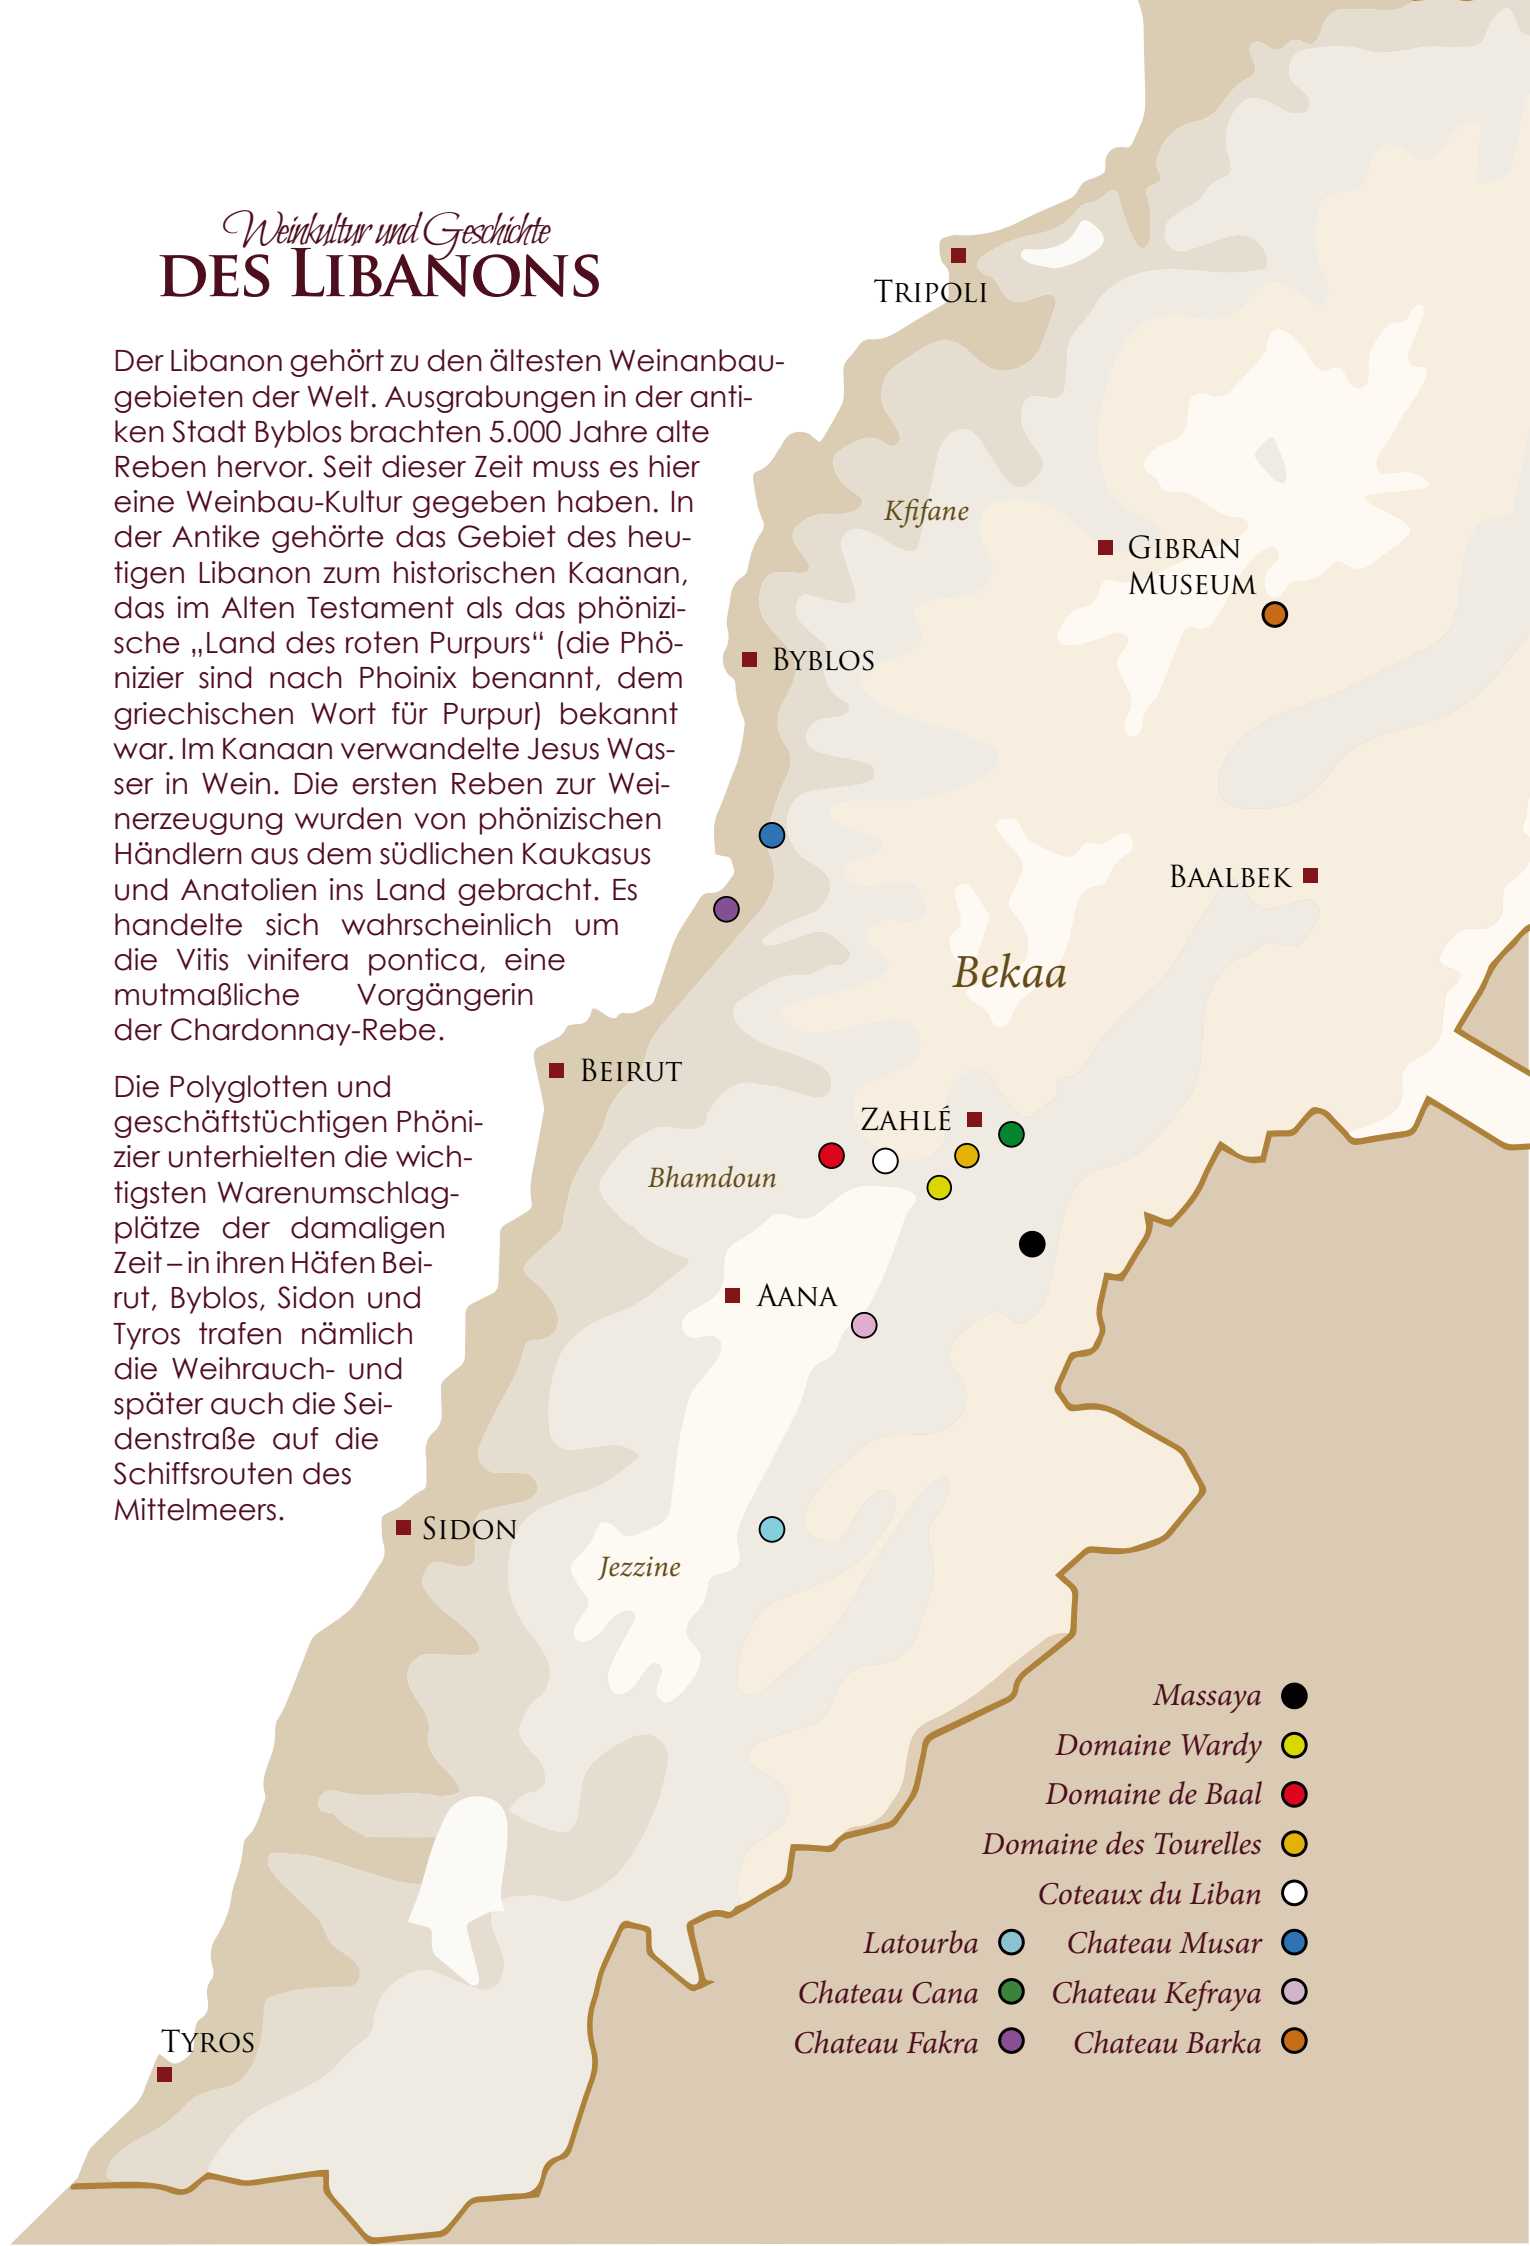 Weinkultur und Geschichte
DES LIBANONS
Der Libanon gehört zu den ältesten Weinanbau-
gebieten der Welt. Ausgrabungen in der anti-
ken Stadt Byblos brachten 5.000 Jahre alte
Reben hervor. Seit dieser Zeit muss es hier
eine Weinbau-Kultur gegeben haben. In
der Antike gehörte das Gebiet des heu-
tigen Libanon zum historischen Kaanan,
das im Alten Testament als das phönizi-
sche „Land des roten Purpurs“ (die Phö-
nizier sind nach Phoinix benannt, dem
griechischen Wort für Purpur) bekannt
war. Im Kanaan verwandelte Jesus Was-
ser in Wein. Die ersten Reben zur Wei-
nerzeugung wurden von phönizischen
Händlern aus dem südlichen Kaukasus
und Anatolien ins Land gebracht. Es
handelte sich wahrscheinlich um
die Vitis vinifera pontica, eine
mutmaßliche Vorgängerin
der Chardonnay-Rebe.
Die Polyglotten und
geschäftstüchtigen Phöni-
zier unterhielten die wich-
tigsten Warenumschlag-
plätze der damaligen
Zeit – in ihren Häfen Bei-
rut, Byblos, Sidon und
Tyros trafen nämlich
die Weihrauch- und
später auch die Sei-
denstraße auf die
Schiffsrouten des
Mittelmeers.
TRIPOLI
Kfifane
GIBRAN
MUSEUM
BYBLOS
BAALBEK
Bekaa
BEIRUT
ZAHLÉ
Bhamdoun
AANA
SIDON
Jezzine
TYROS
Massaya
Domaine Wardy
Domaine de Baal
Domaine des Tourelles
Coteaux du Liban
Latourba Chateau Musar
Chateau Cana Chateau Kefraya
Chateau Fakra Chateau Barka